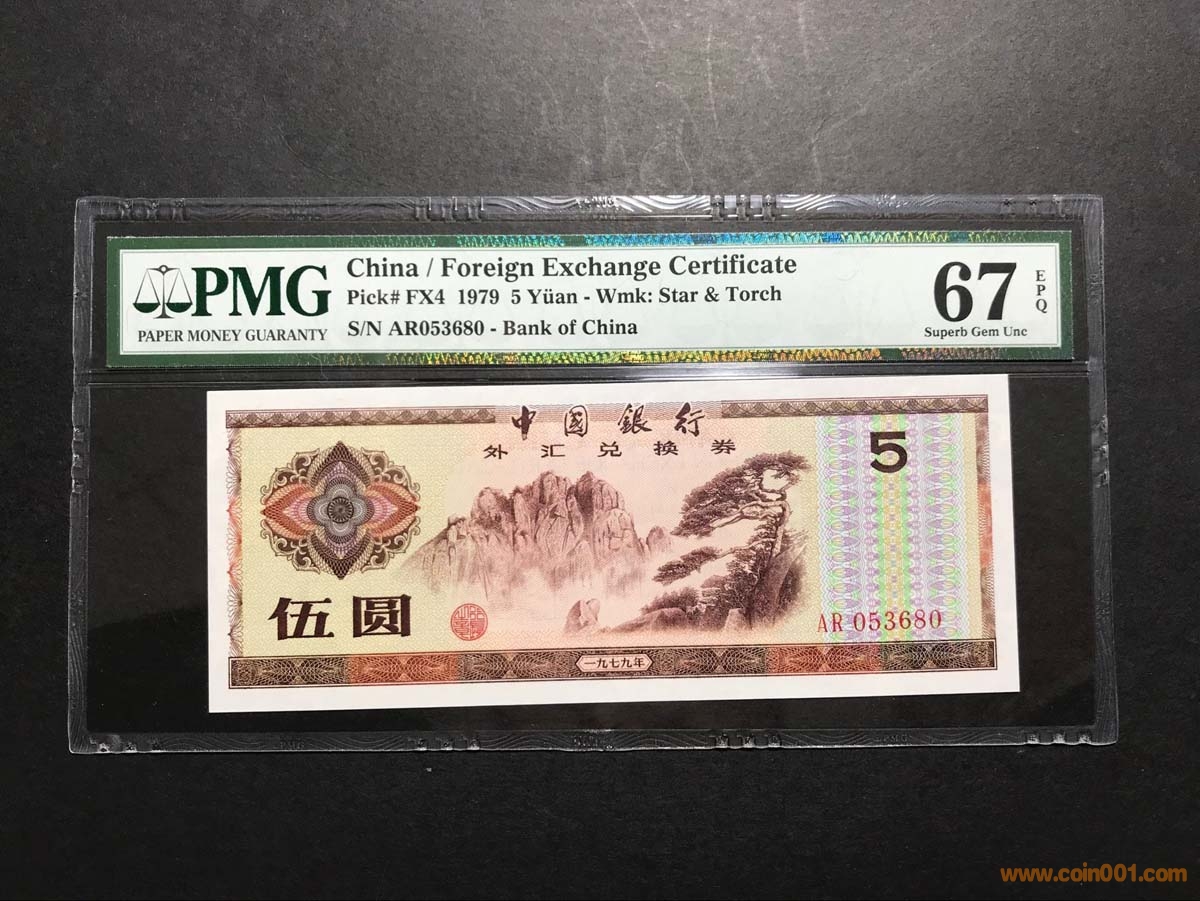 PMG
PAPER MONEY GUARANTY
China / Foreign Exchange Certificate
Pick# FX4 1979 5 Yüan - Wmk: Star & Torch
S/N AR053680 - Bank of China
67
EPQ
Superb Gem Unc
中國銀行
外汇兑换券
5
伍圆
AR 053680
一九七九年
www.coin001.com